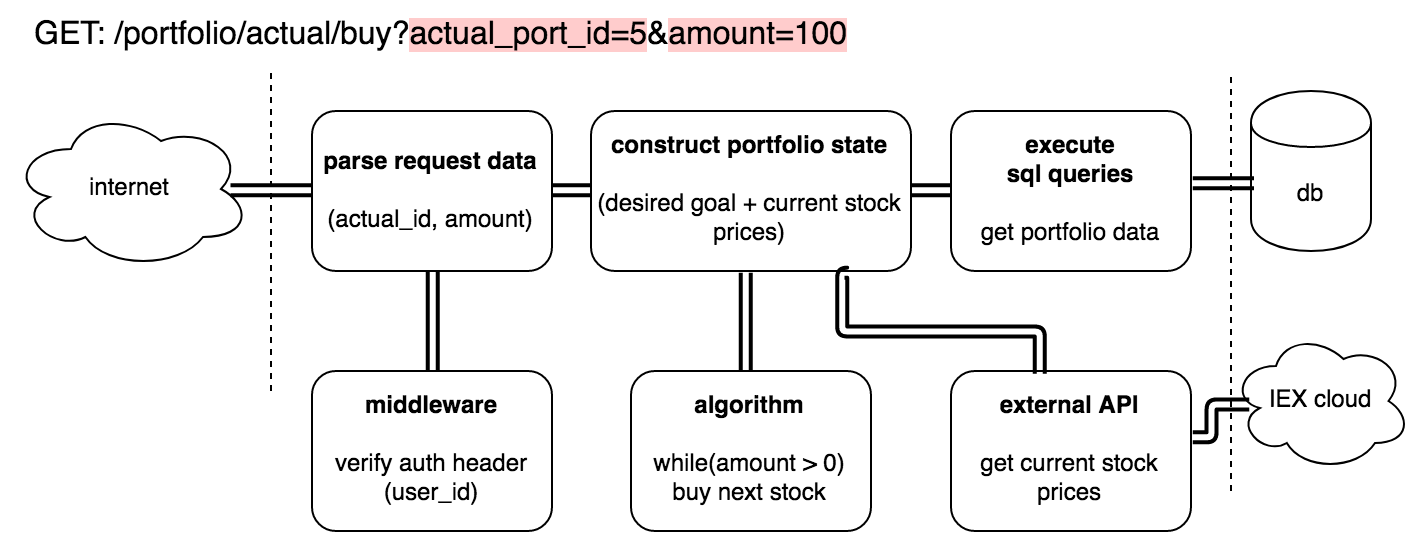 GET: /portfolio/actual/buy?actual_port_id=5&amount=100
internet
parse request data
(actual_id, amount)
construct portfolio state
(desired goal + current stock
prices)
execute
sql queries
get portfolio data
db
middleware
verify auth header
(user_id)
algorithm
while(amount > 0)
buy next stock
external API
get current stock
prices
IEX cloud